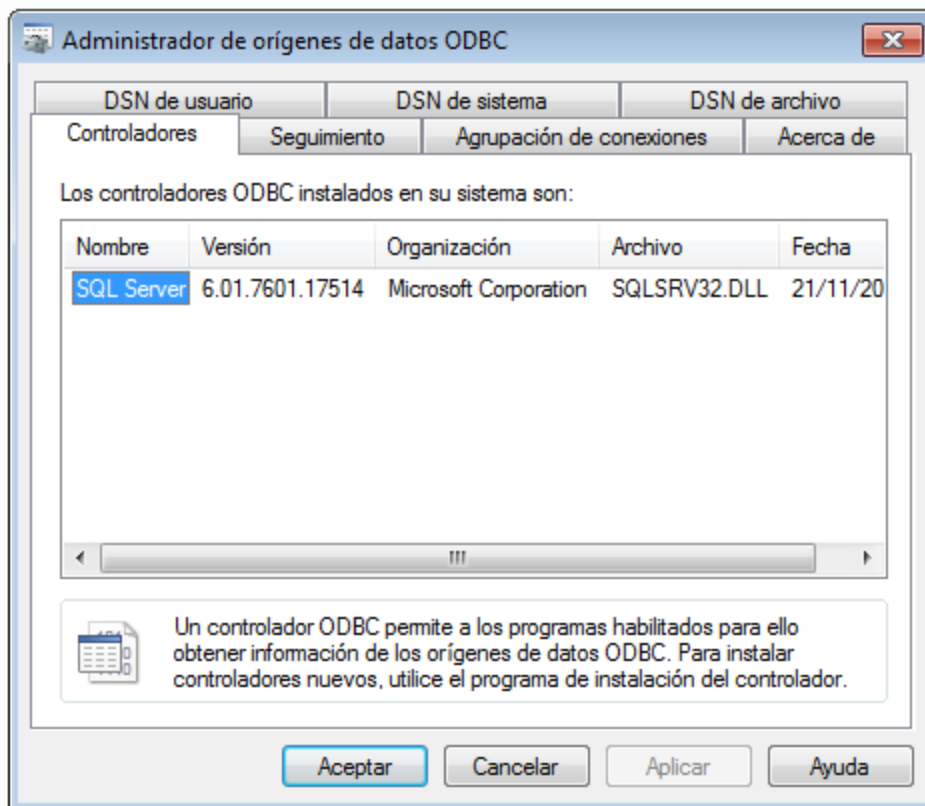 Administrador de orígenes de datos ODBC
DSN de usuario DSN de sistema DSN de archivo
Controladores Seguimiento Agrupación de conexiones Acerca de
Los controladores ODBC instalados en su sistema son:
Nombre Versión Organización Archivo Fecha
SQL Server 6.01.7601.17514 Microsoft Corporation SQLSRV32.DLL 21/11/20
Un controlador ODBC permite a los programas habilitados para ello
obtener información de los orígenes de datos ODBC. Para instalar
controladores nuevos, utilice el programa de instalación del controlador.
Aceptar Cancelar Aplicar Ayuda